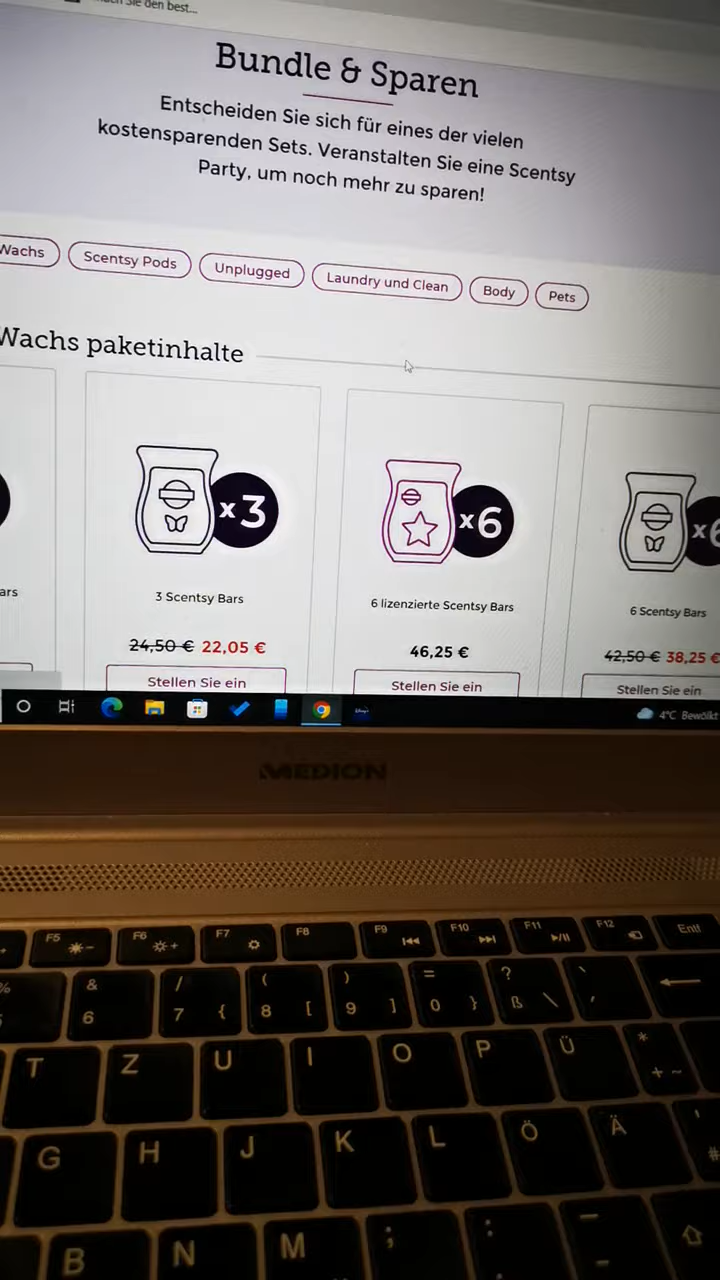 Sie den best...
Bundle & Sparen
Entscheiden Sie sich für eines der vielen
kostensparenden Sets. Veranstalten Sie eine Scentsy
Party, um noch mehr zu sparen!
Wachs
Scentsy Pods
Unplugged
Laundry und Clean
Body
Pets
Wachs paketinhalte
x3
x6
x6
ars
3 Scentsy Bars
6 lizenzierte Scentsy Bars
6 Scentsy Bars
24,50 € 22,05 €
46,25 €
42,50 € 38,25 €
Stellen Sie ein
Stellen Sie ein
Stellen Sie ein
4°C Bewölkt
MEDION
F5 F6 F7 F8 F9 F10 F11 F12 Entf
% & / ( ) = ? `
6 7 { 8 [ 9 ] 0 } ß \ ´
T Z U I O P Ü * + ~
G H J K L Ö Ä ' #
B N M ; : _ -